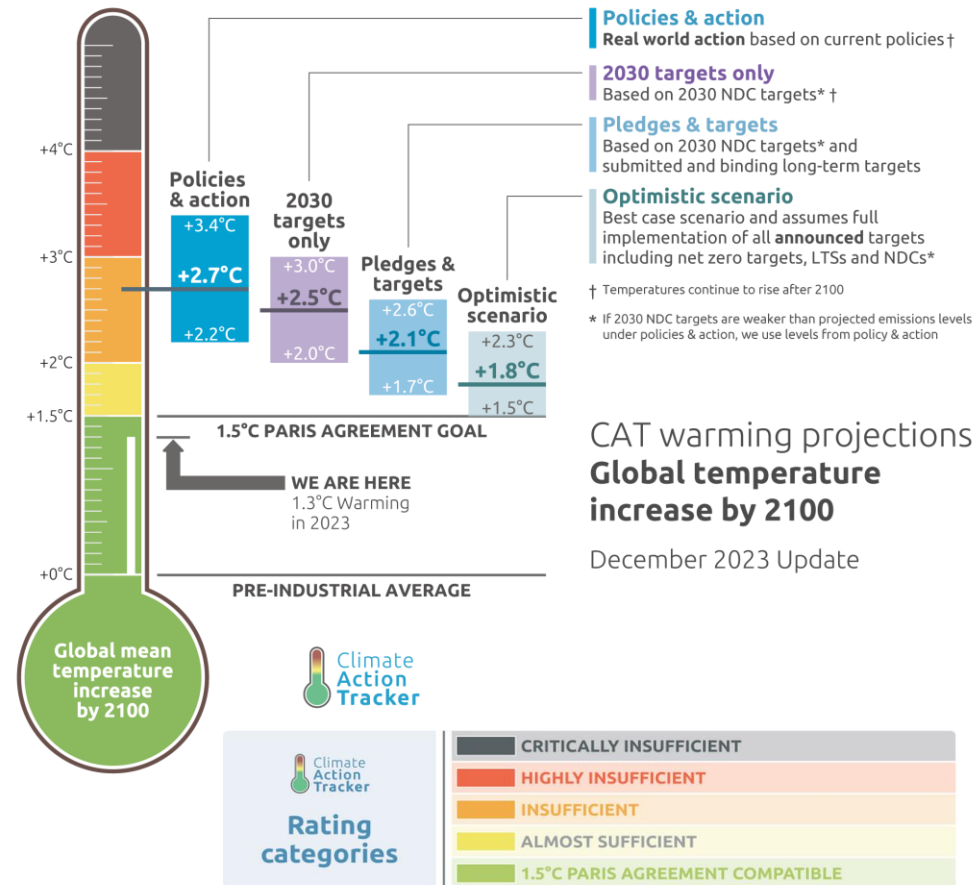 Policies & action
Real world action based on current policies †
2030 targets only
Based on 2030 NDC targets* †
Pledges & targets
Based on 2030 NDC targets* and
submitted and binding long-term targets
Optimistic scenario
Best case scenario and assumes full
implementation of all announced targets
including net zero targets, LTSs and NDCs*
† Temperatures continue to rise after 2100
* If 2030 NDC targets are weaker than projected emissions levels
under policies & action, we use levels from policy & action
+4°C
+3°C
+2°C
+1.5°C
+0°C
Policies
& action
+3.4°C
+2.7°C
+2.2°C
2030
targets
only
+3.0°C
+2.5°C
+2.0°C
Pledges &
targets
+2.6°C
+2.1°C
+1.7°C
Optimistic
scenario
+2.3°C
+1.8°C
+1.5°C
1.5°C PARIS AGREEMENT GOAL
WE ARE HERE
1.3°C Warming
in 2023
PRE-INDUSTRIAL AVERAGE
CAT warming projections
Global temperature
increase by 2100
December 2023 Update
Global mean
temperature
increase
by 2100
Climate
Action
Tracker
Climate
Action
Tracker
Rating
categories
CRITICALLY INSUFFICIENT
HIGHLY INSUFFICIENT
INSUFFICIENT
ALMOST SUFFICIENT
1.5°C PARIS AGREEMENT COMPATIBLE